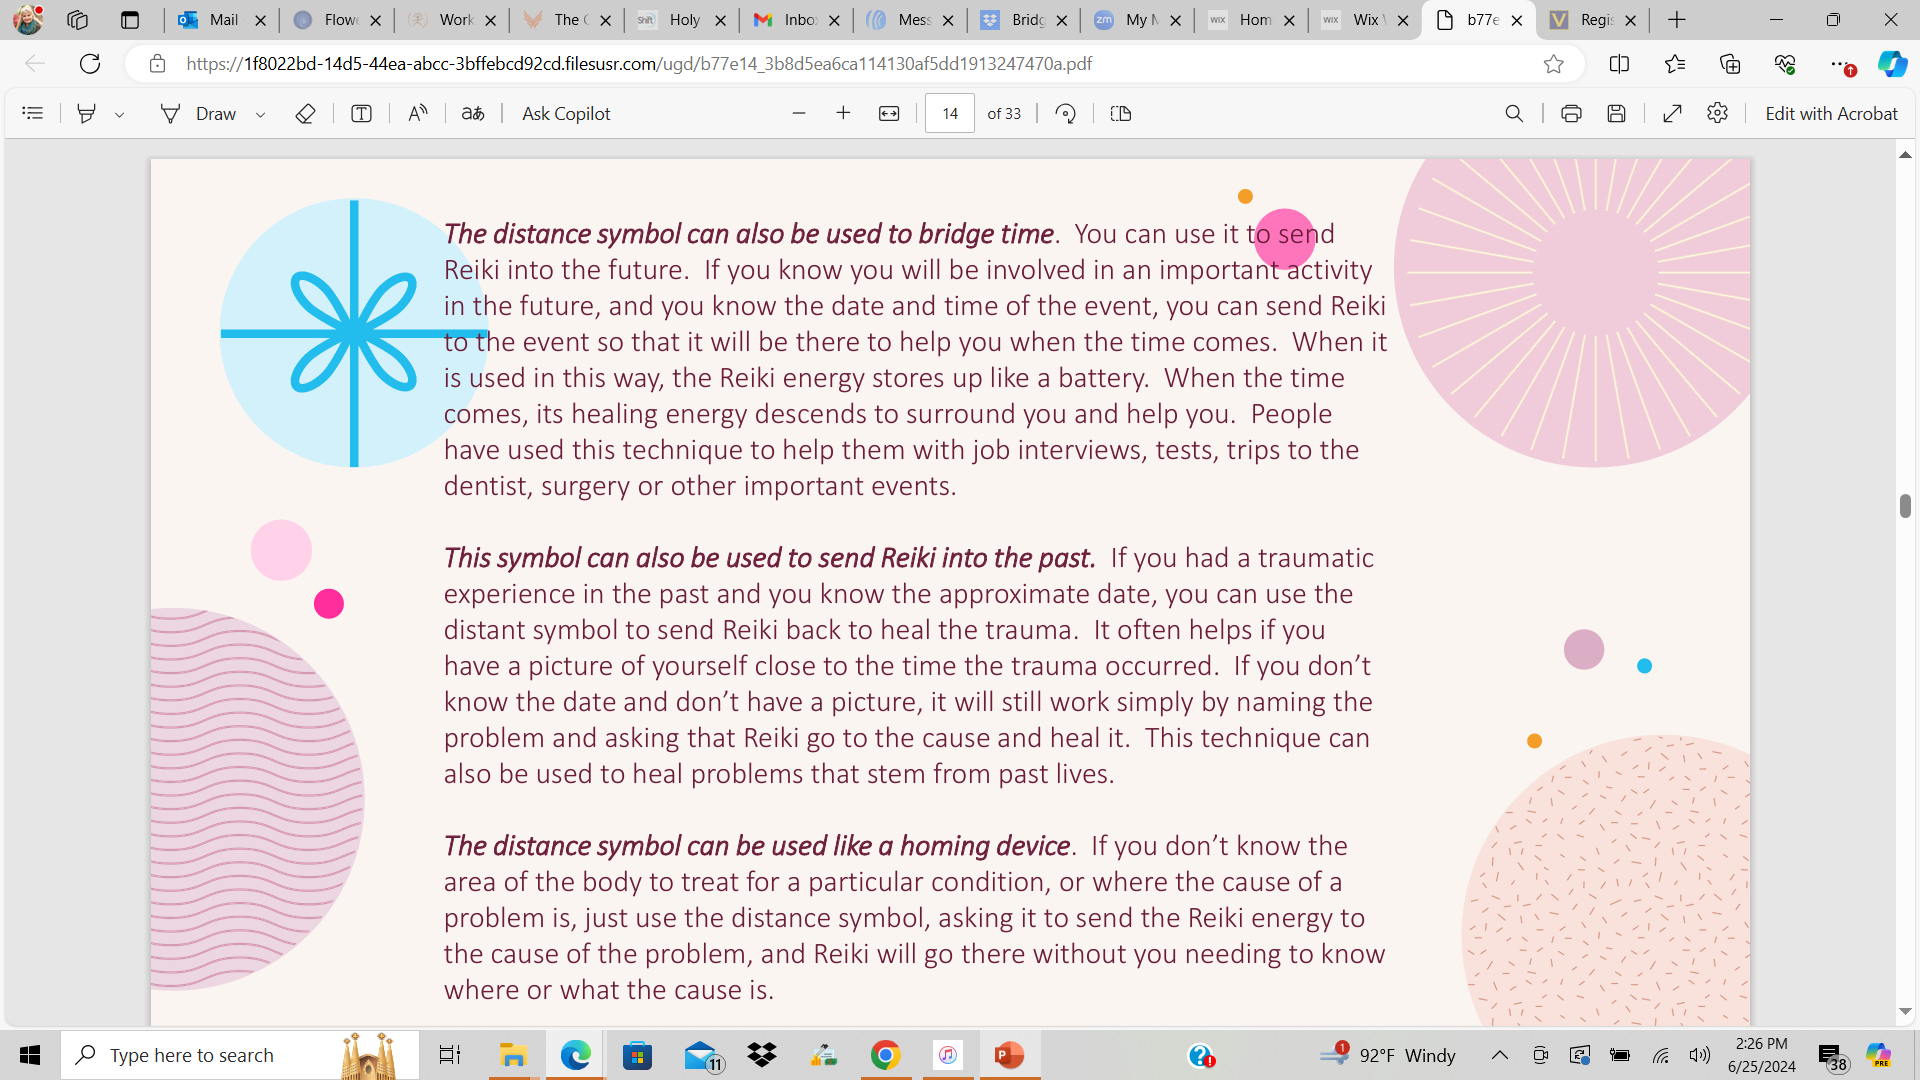 Mail
Flowe
Work
The C
Holy
Inbo
Mess
Bridg
My M
Hom
Wix
b77e
Regis
https://1f8022bd-14d5-44ea-abcc-3bffebcd92cd.filesusr.com/ugd/b77e14_3b8d5ea6ca114130af5dd1913247470a.pdf
Draw
Ask Copilot
14 of 33
Edit with Acrobat
The distance symbol can also be used to bridge time. You can use it to send
Reiki into the future. If you know you will be involved in an important activity
in the future, and you know the date and time of the event, you can send Reiki
to the event so that it will be there to help you when the time comes. When it
is used in this way, the Reiki energy stores up like a battery. When the time
comes, its healing energy descends to surround you and help you. People
have used this technique to help them with job interviews, tests, trips to the
dentist, surgery or other important events.
This symbol can also be used to send Reiki into the past. If you had a traumatic
experience in the past and you know the approximate date, you can use the
distant symbol to send Reiki back to heal the trauma. It often helps if you
have a picture of yourself close to the time the trauma occurred. If you don’t
know the date and don’t have a picture, it will still work simply by naming the
problem and asking that Reiki go to the cause and heal it. This technique can
also be used to heal problems that stem from past lives.
The distance symbol can be used like a homing device. If you don’t know the
area of the body to treat for a particular condition, or where the cause of a
problem is, just use the distance symbol, asking it to send the Reiki energy to
the cause of the problem, and Reiki will go there without you needing to know
where or what the cause is.
Type here to search
11
1
92°F Windy
2:26 PM
6/25/2024
38